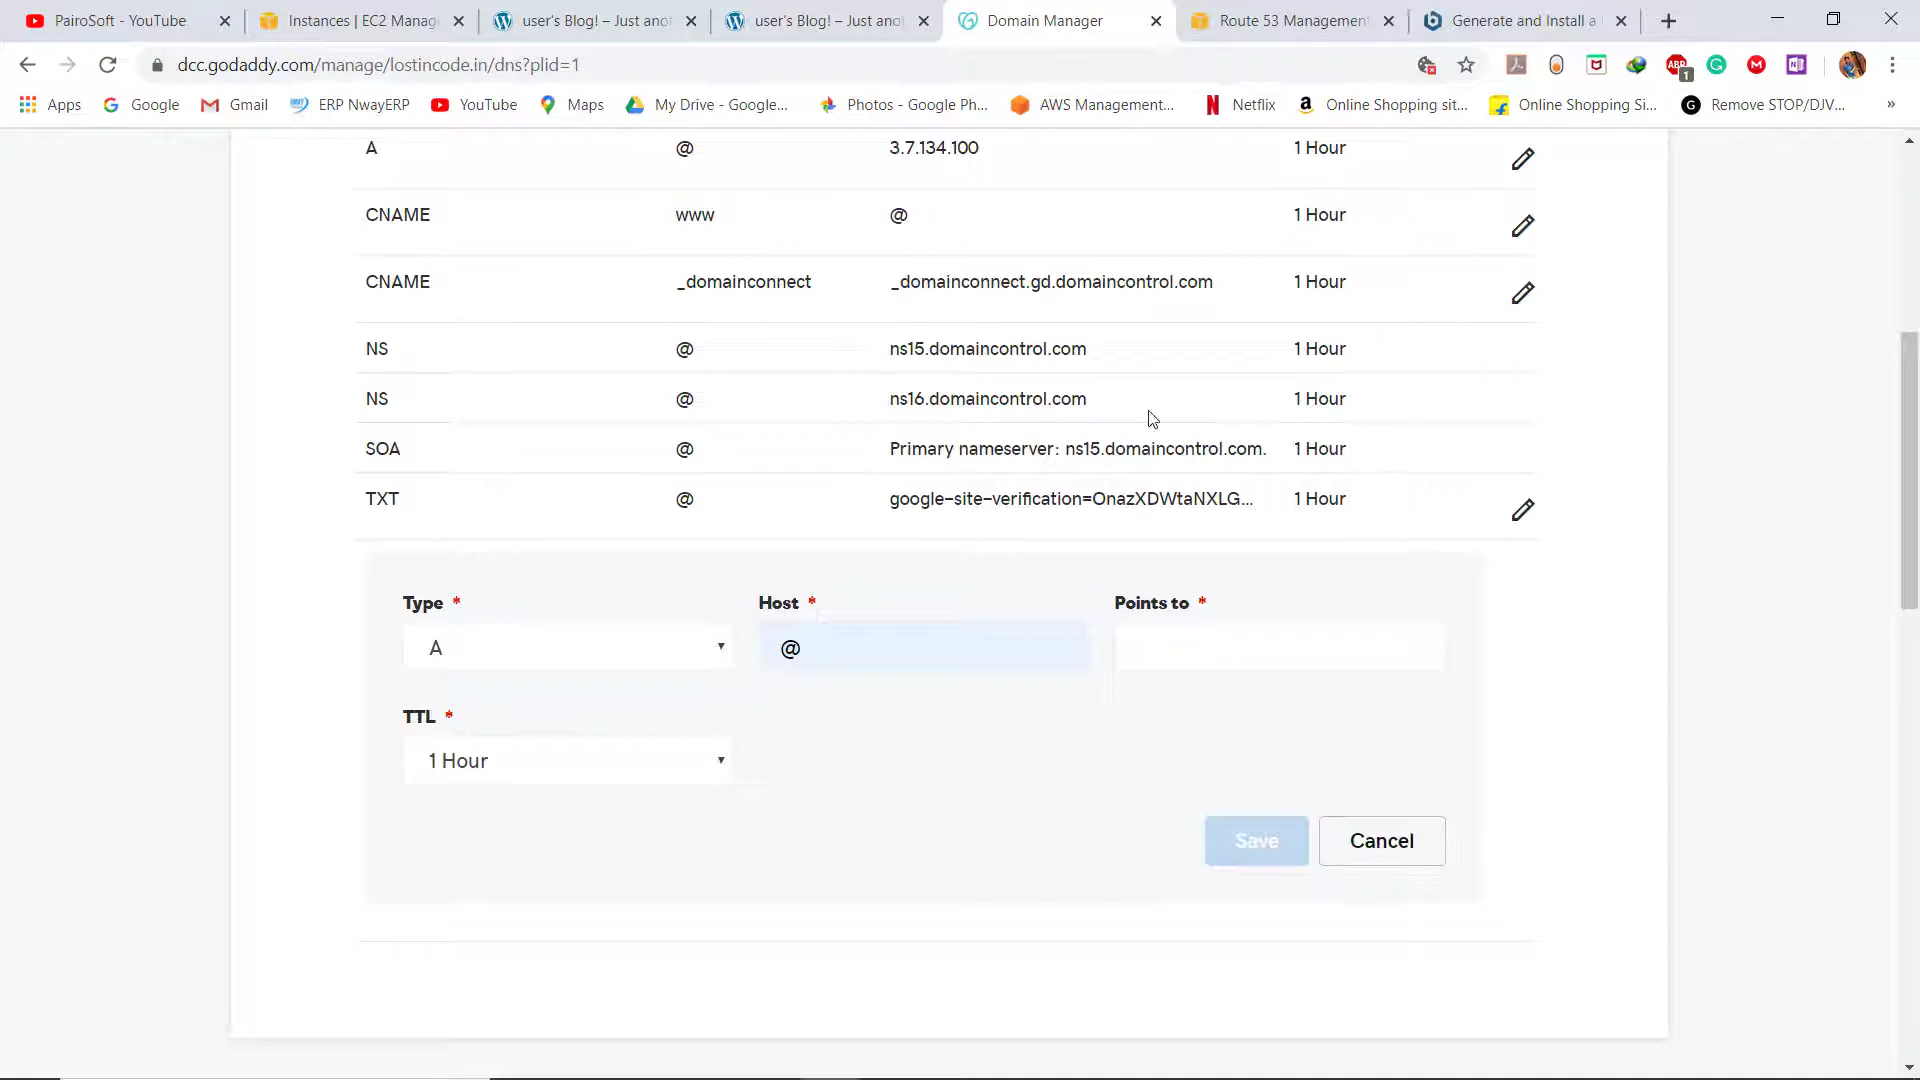 PairoSoft - YouTube
Instances | EC2 Manag
user's Blog! – Just anot
user's Blog! – Just anot
Domain Manager
Route 53 Management
Generate and Install a
dcc.godaddy.com/manage/lostincode.in/dns?plid=1
ABP
1
Apps
Google
Gmail
ERP NwayERP
YouTube
Maps
My Drive - Google...
Photos - Google Ph...
AWS Management...
Netflix
Online Shopping sit...
Online Shopping Si...
Remove STOP/DJV...
»
A @ 3.7.134.100 1 Hour
CNAME www @ 1 Hour
CNAME _domainconnect _domainconnect.gd.domaincontrol.com 1 Hour
NS @ ns15.domaincontrol.com 1 Hour
NS @ ns16.domaincontrol.com 1 Hour
SOA @ Primary nameserver: ns15.domaincontrol.com. 1 Hour
TXT @ google-site-verification=OnazXDWtaNXLG... 1 Hour
Type * Host * Points to *
A @
TTL *
1 Hour
Save Cancel